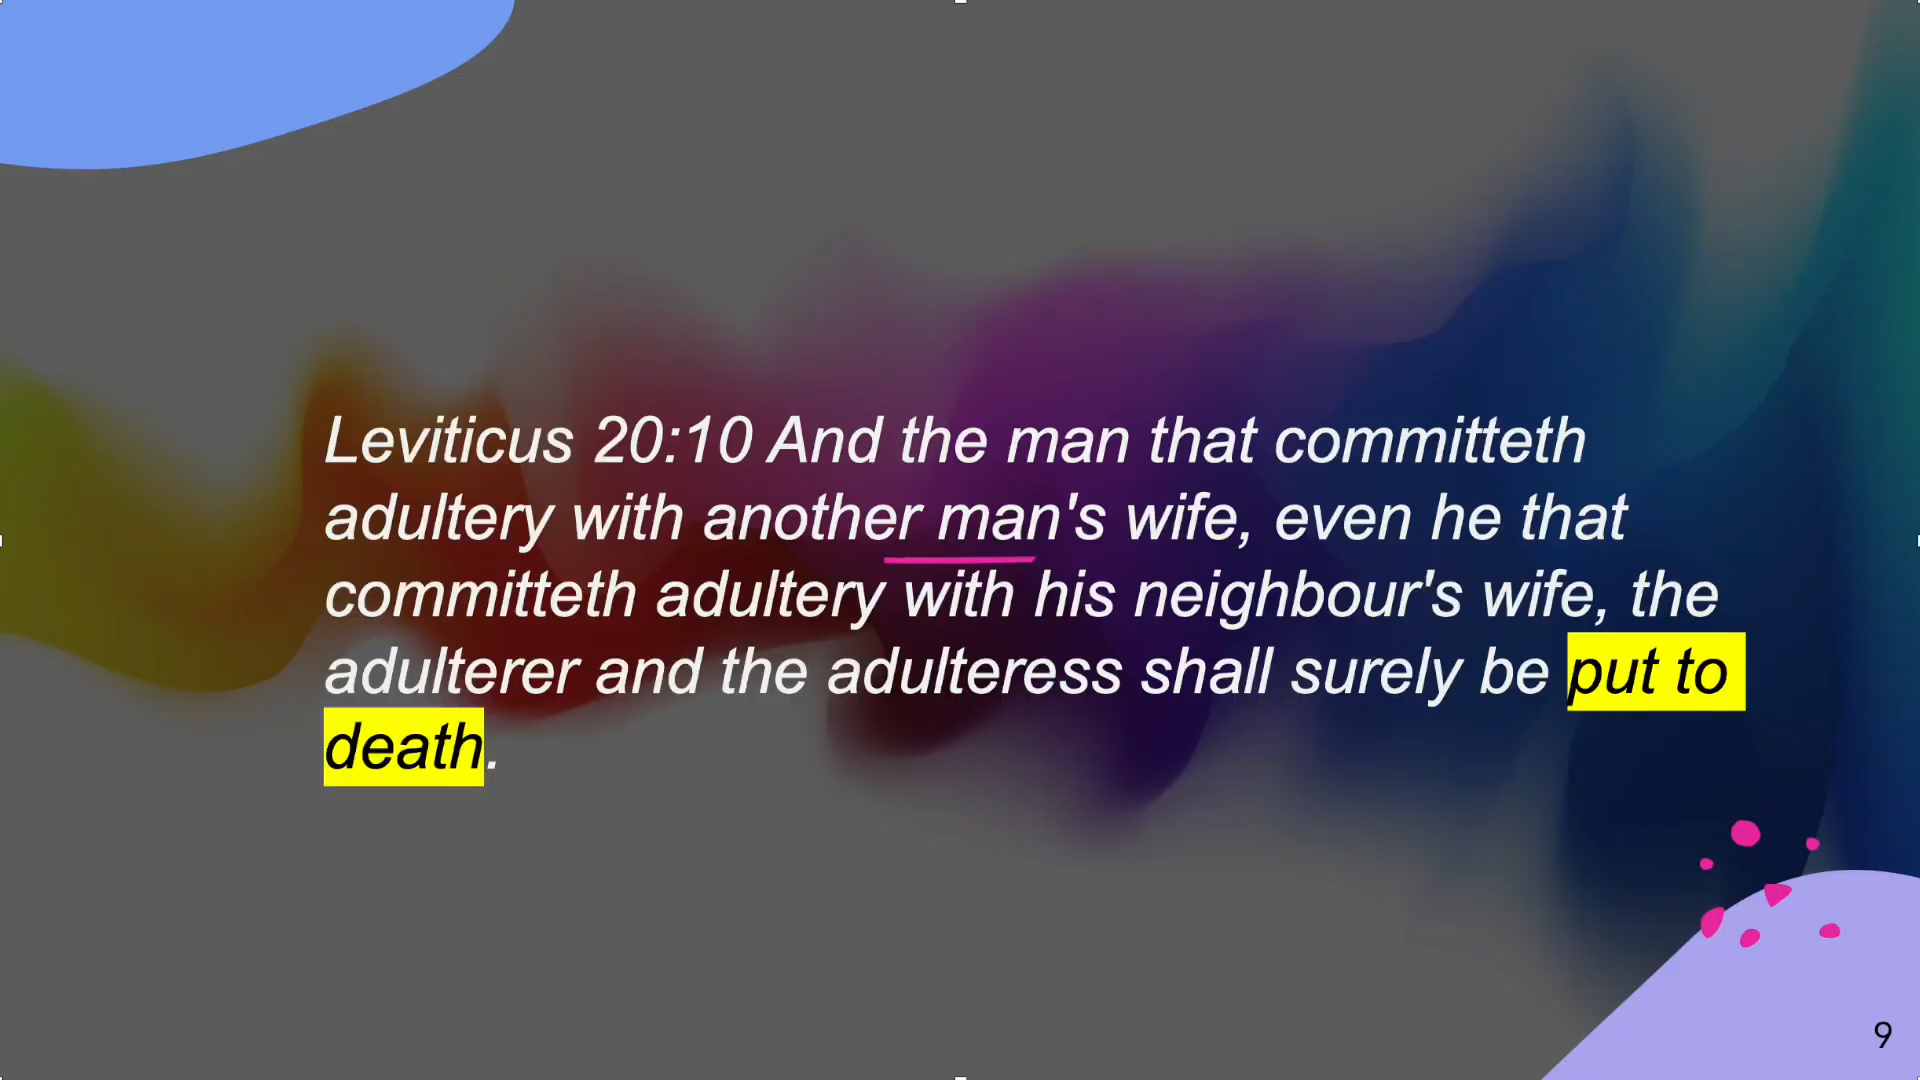 Leviticus 20:10 And the man that committeth
adultery with another man's wife, even he that
committeth adultery with his neighbour's wife, the
adulterer and the adulteress shall surely be put to
death.
9